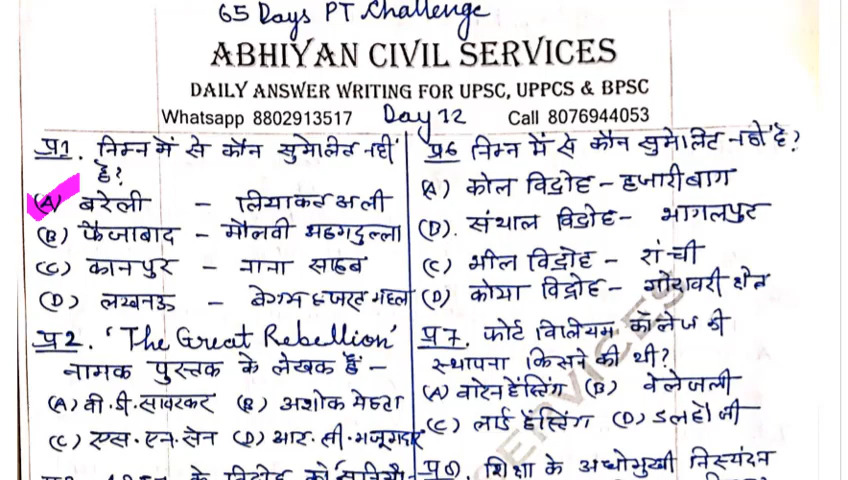 65 Days PT Challenge
ABHIYAN CIVIL SERVICES
DAILY ANSWER WRITING FOR UPSC, UPPCS & BPSC
Whatsapp 8802913517 Day 12 Call 8076944053
प्र1. निम्न में से कौन सुमेलित नहीं
है?
(A) बरेली - लियाकत अली
(B) फैजाबाद - मौलवी अहमदुल्ला
(C) कानपुर - नाना साहब
(D) लखनऊ - बेगम हजरत महल
प्र2. 'The Great Rebellion'
नामक पुस्तक के लेखक हैं -
(A) वी.डी. सावरकर (B) अशोक मेहता
(C) एस.एन.सेन (D) आर.सी.मजूमदार
के विद्रोह को
प्र6 निम्न में से कौन सुमेलित नहीं है?
(A) कोल विद्रोह - हजारीबाग
(D). संथाल विद्रोह - भागलपुर
(C) भील विद्रोह - रांची
(D) कोया विद्रोह - गोदावरी क्षेत्र
प्र7. फोर्ट विलियम कॉलेज की
स्थापना किसने की थी?
(A) वारेन हेंस्टिंग (B) वेलेजली
(C) लार्ड हेंस्टिंग (D) डलहौजी
शिक्षा के अधोमुखी निस्यंदन
SERVICES